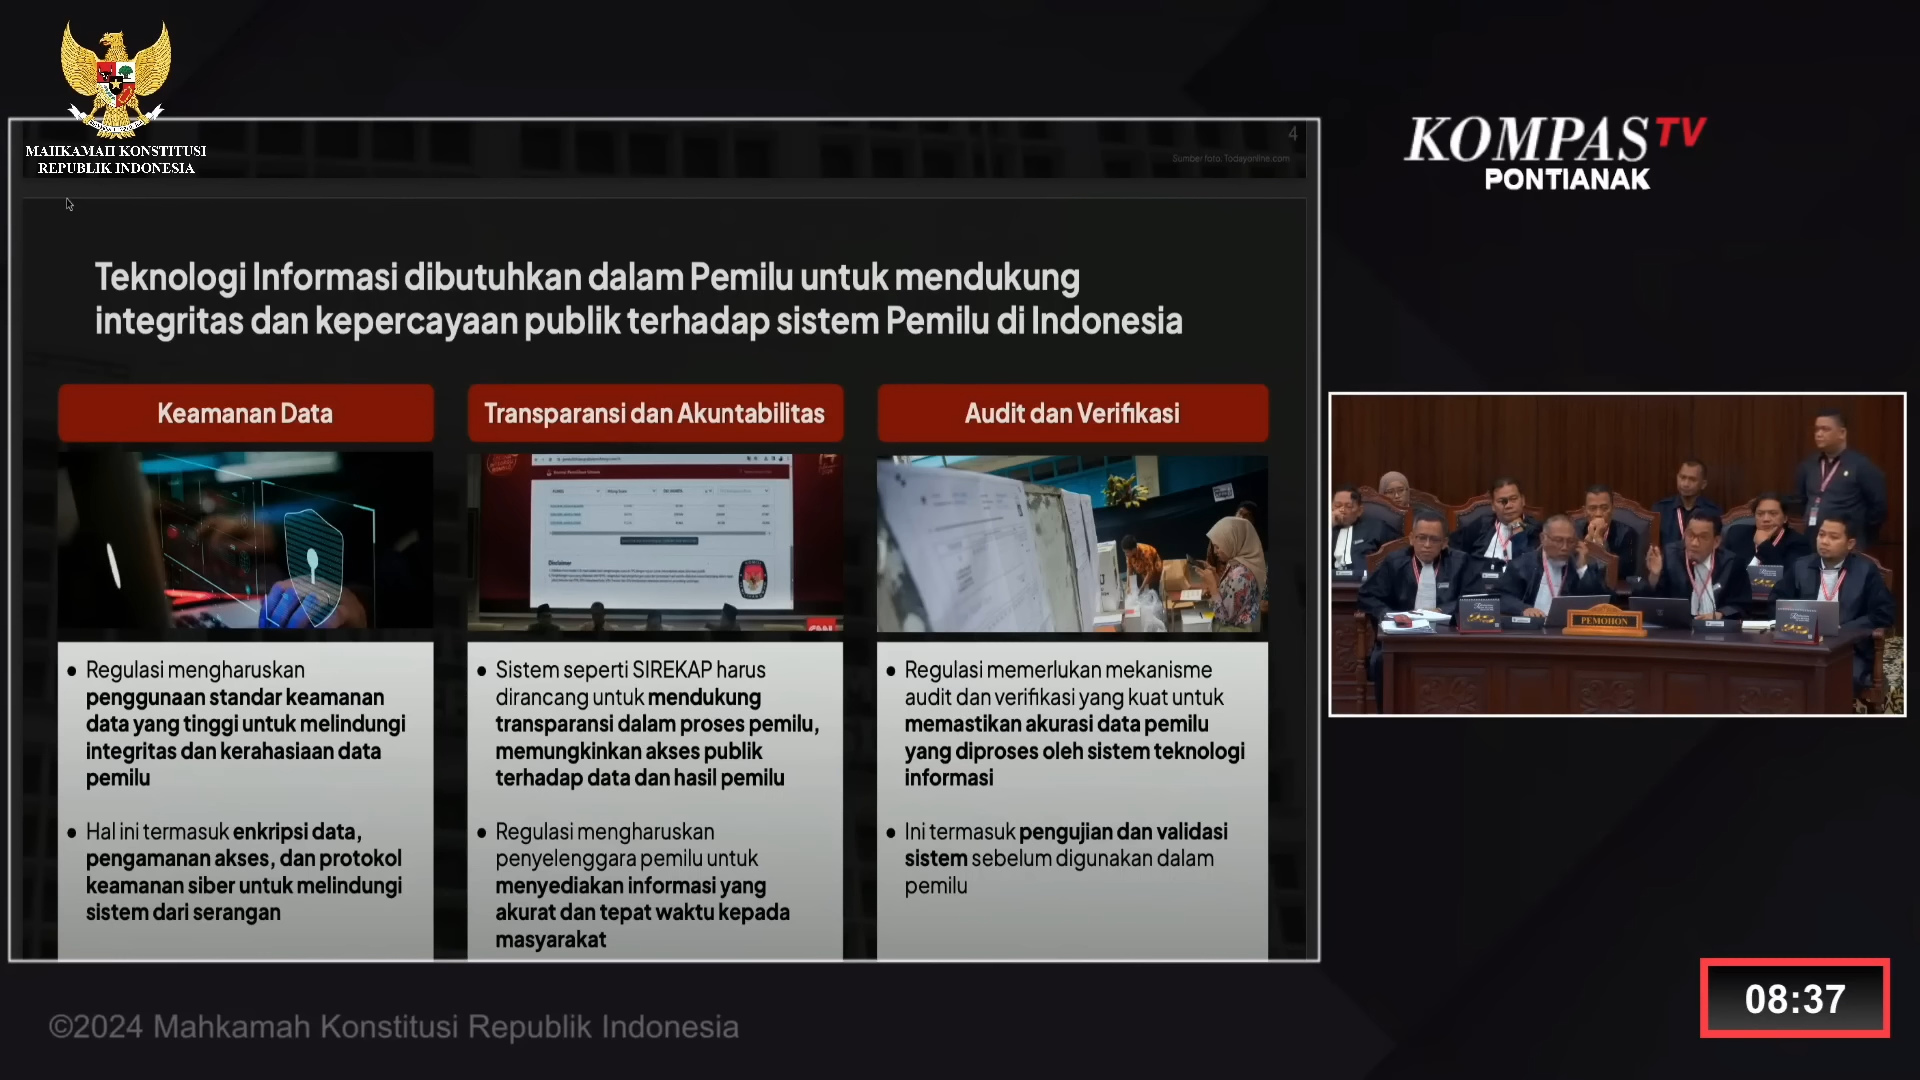 MAHKAMAH KONSTITUSI
REPUBLIK INDONESIA
4
Sumber foto: Todayonline.com
KOMPAS TV
PONTIANAK
Teknologi Informasi dibutuhkan dalam Pemilu untuk mendukung
integritas dan kepercayaan publik terhadap sistem Pemilu di Indonesia
Keamanan Data
Regulasi mengharuskan
penggunaan standar keamanan
data yang tinggi untuk melindungi
integritas dan kerahasiaan data
pemilu
Hal ini termasuk enkripsi data,
pengamanan akses, dan protokol
keamanan siber untuk melindungi
sistem dari serangan
Transparansi dan Akuntabilitas
Disclaimer
CNN
Sistem seperti SIREKAP harus
dirancang untuk mendukung
transparansi dalam proses pemilu,
memungkinkan akses publik
terhadap data dan hasil pemilu
Regulasi mengharuskan
penyelenggara pemilu untuk
menyediakan informasi yang
akurat dan tepat waktu kepada
masyarakat
Audit dan Verifikasi
Regulasi memerlukan mekanisme
audit dan verifikasi yang kuat untuk
memastikan akurasi data pemilu
yang diproses oleh sistem teknologi
informasi
Ini termasuk pengujian dan validasi
sistem sebelum digunakan dalam
pemilu
PEMOHON
08:37
©2024 Mahkamah Konstitusi Republik Indonesia